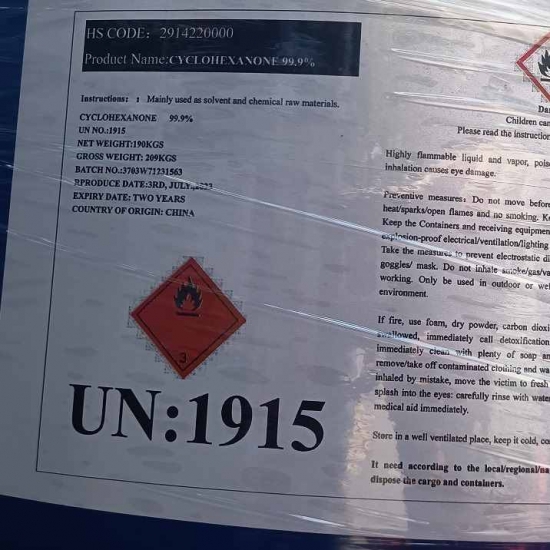 HS CODE: 2914220000
Product Name:CYCLOHEXANONE 99.9%
Instructions: : Mainly used as solvent and chemical raw materials.
CYCLOHEXANONE 99.9%
UN NO.:1915
NET WEIGHT:190KGS
GROSS WEIGHT: 209KGS
BATCH NO.:3703W71231563
RPRODUCE DATE:3RD, JULY.,2023
EXPIRY DATE: TWO YEARS
COUNTRY OF ORIGIN: CHINA
3
UN:1915
Children can
Please read the instruction
Highly flammable liquid and vapor, pois
inhalation causes eye damage.
Preventive measures: Do not move before
heat/sparks/open flames and no smoking. Ke
Keep the Containers and receiving equipmen
explosion-proof electrical/ventilation/lighting
Take the measures to prevent electrostatic di
goggles/ mask. Do not inhale smoke/gas/va
working. Only be used in outdoor or wel
environment.
If fire, use foam, dry powder, carbon dioxi
swallowed, immediately call detoxification
immediately clean with plenty of soap an
remove/take off contaminated clothing and wa
inhaled by mistake, move the victim to fresh
splash into the eyes: carefully rinse with water
medical aid immediately.
Store in a well ventilated place, keep it cold, co
It need according to the local/regional/na
dispose the cargo and containers.